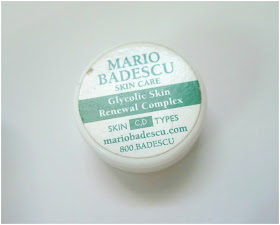 MARIO
BADESCU
SKIN CARE
Glycolic Skin
Renewal Complex
SKIN C,D TYPES
mariobadescu.com
800.BADESCU